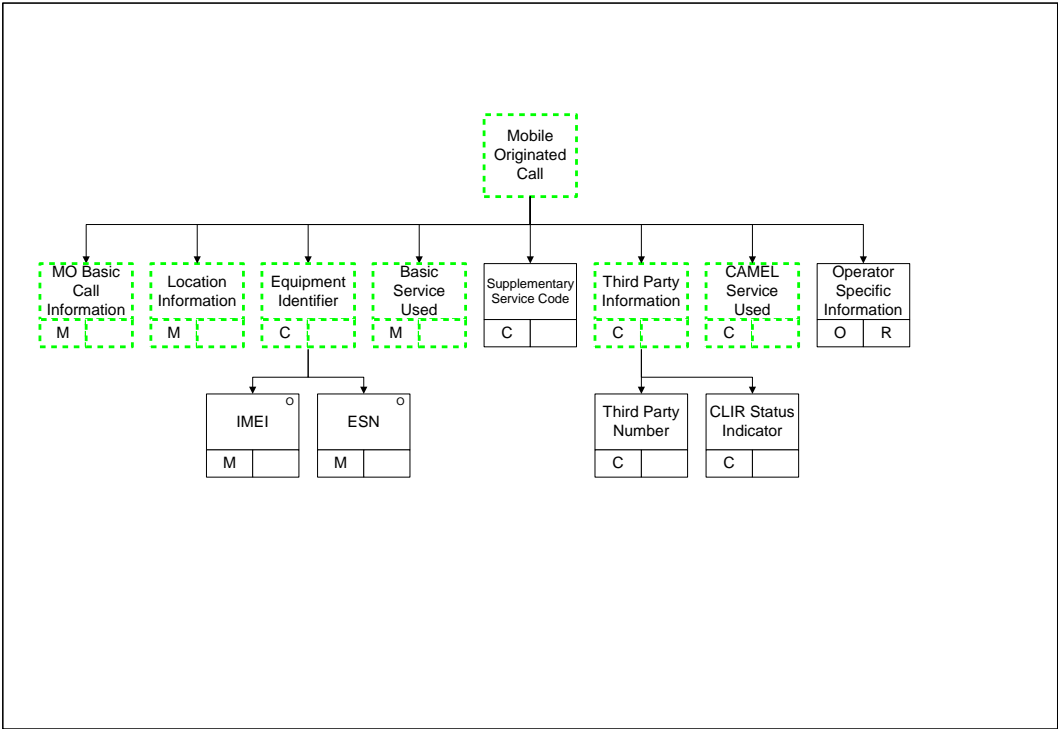 Mobile
Originated
Call
MO Basic
Call
Information
M
Location
Information
M
Equipment
Identifier
C
Basic
Service
Used
M
Supplementary
Service Code
C
Third Party
Information
C
CAMEL
Service
Used
C
Operator
Specific
Information
O R
O
IMEI
M
O
ESN
M
Third Party
Number
C
CLIR Status
Indicator
C